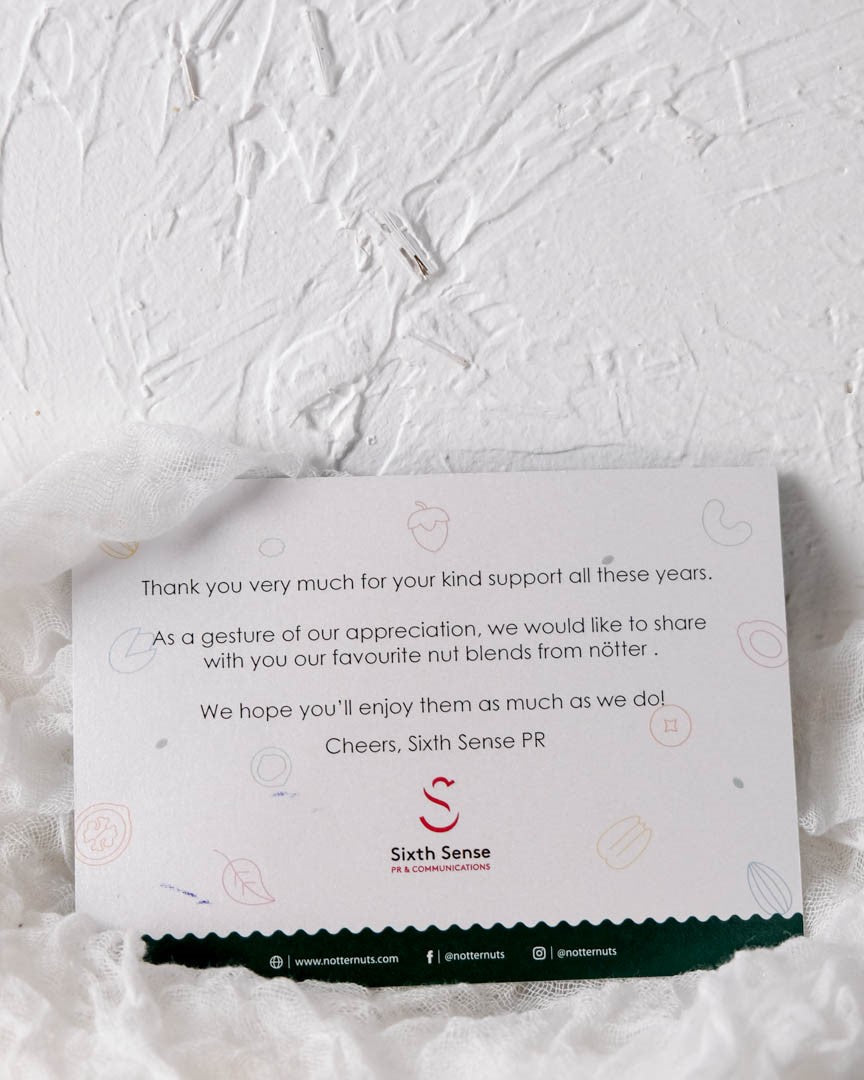 Thank you very much for your kind support all these years.
As a gesture of our appreciation, we would like to share
with you our favourite nut blends from nötter .
We hope you'll enjoy them as much as we do!
Cheers, Sixth Sense PR
S
Sixth Sense
PR & COMMUNICATIONS
www.notternuts.com f @notternuts @notternuts